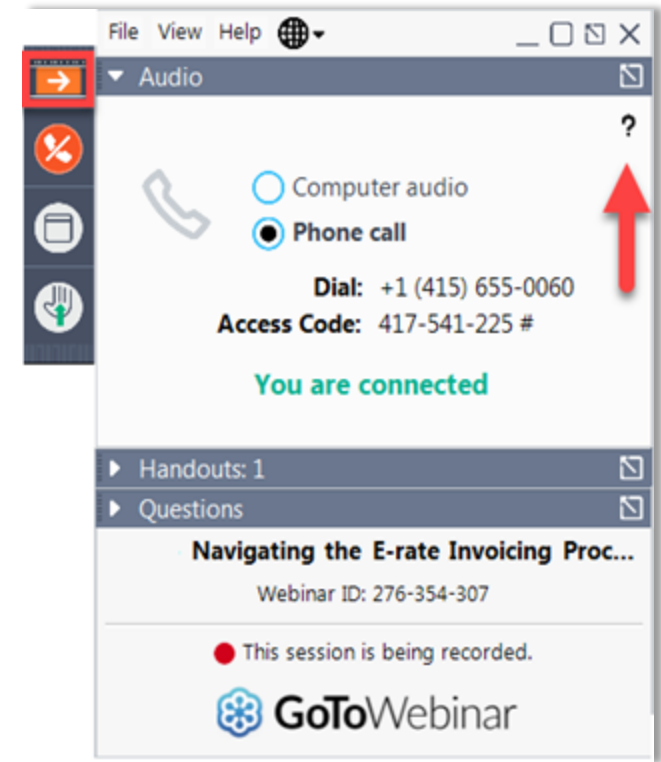 File View Help
Audio
?
Computer audio
Phone call
Dial: +1 (415) 655-0060
Access Code: 417-541-225 #
You are connected
Handouts: 1
Questions
Navigating the E-rate Invoicing Proc...
Webinar ID: 276-354-307
This session is being recorded.
GoToWebinar